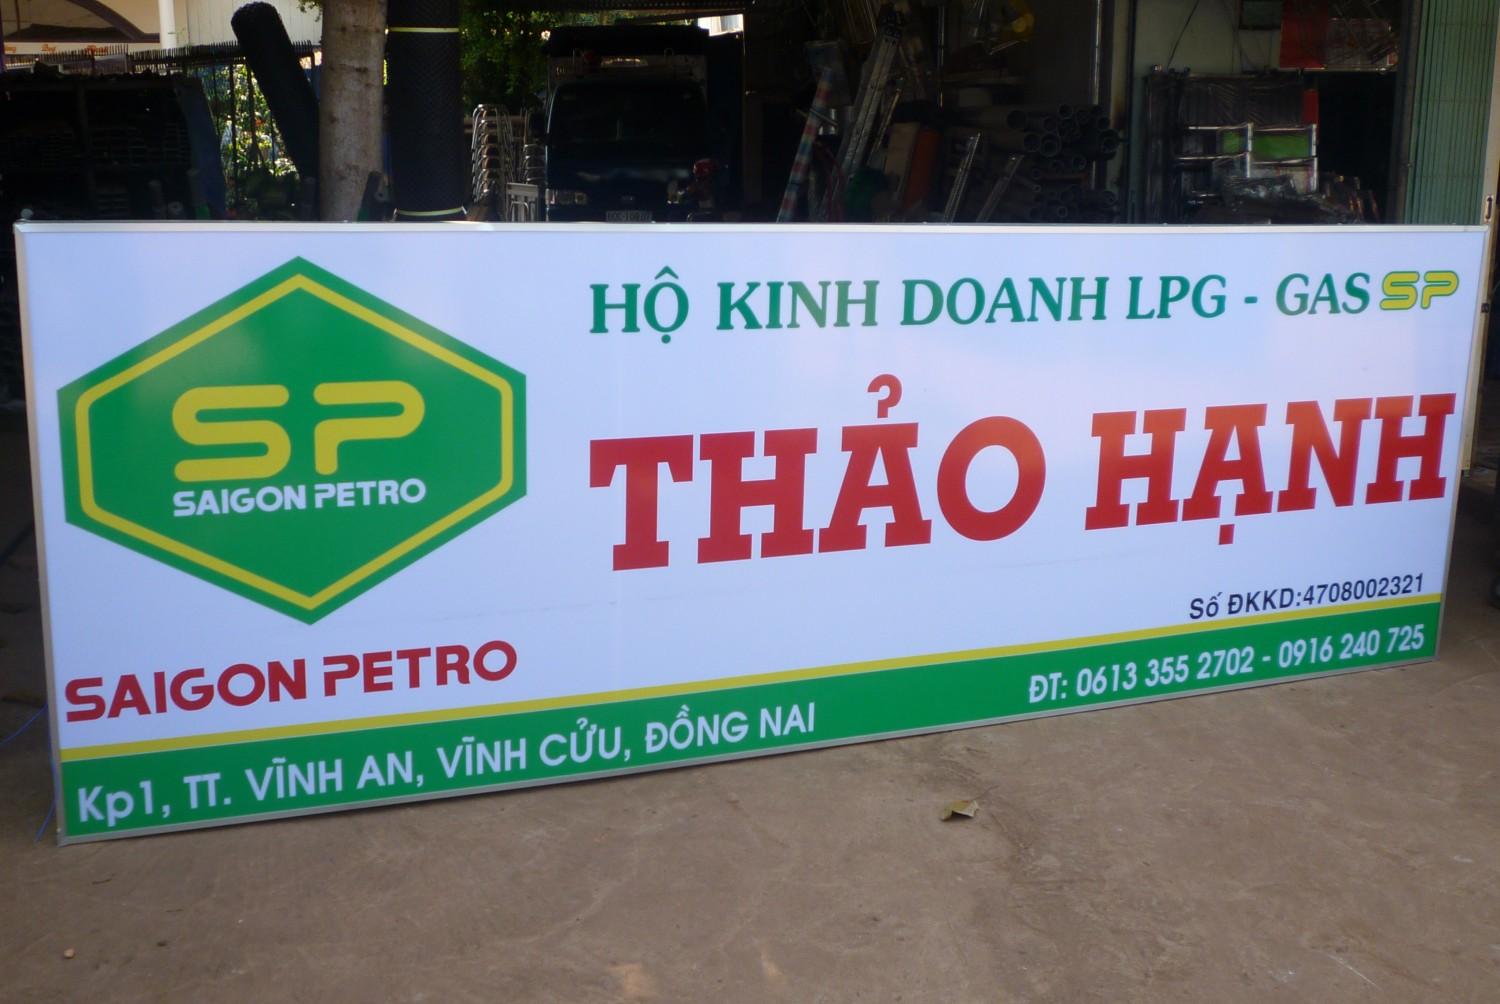 SP
SAIGON PETRO
SAIGON PETRO
HỘ KINH DOANH LPG - GAS SP
THẢO HẠNH
Số ĐKKD:4708002321
Kp1, TT. VĨNH AN, VĨNH CỬU, ĐỒNG NAI
ĐT: 0613 355 2702 - 0916 240 725